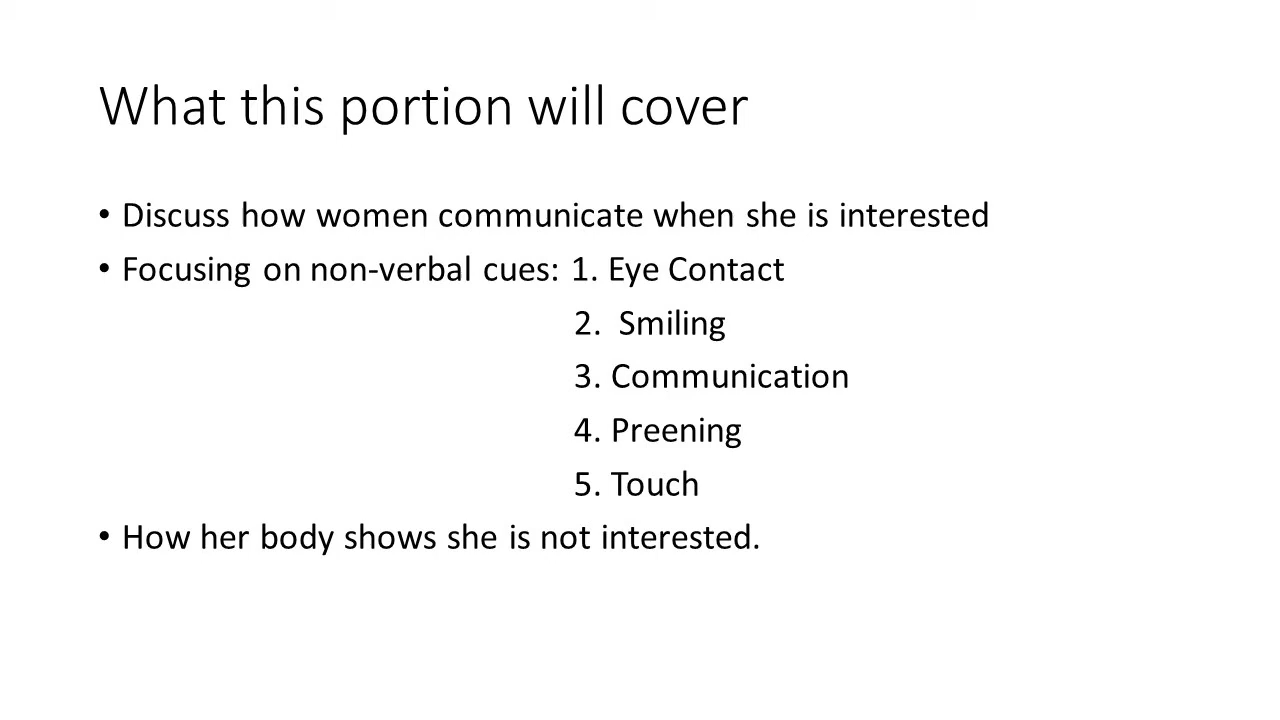 What this portion will cover
• Discuss how women communicate when she is interested
• Focusing on non-verbal cues: 1. Eye Contact
2. Smiling
3. Communication
4. Preening
5. Touch
• How her body shows she is not interested.